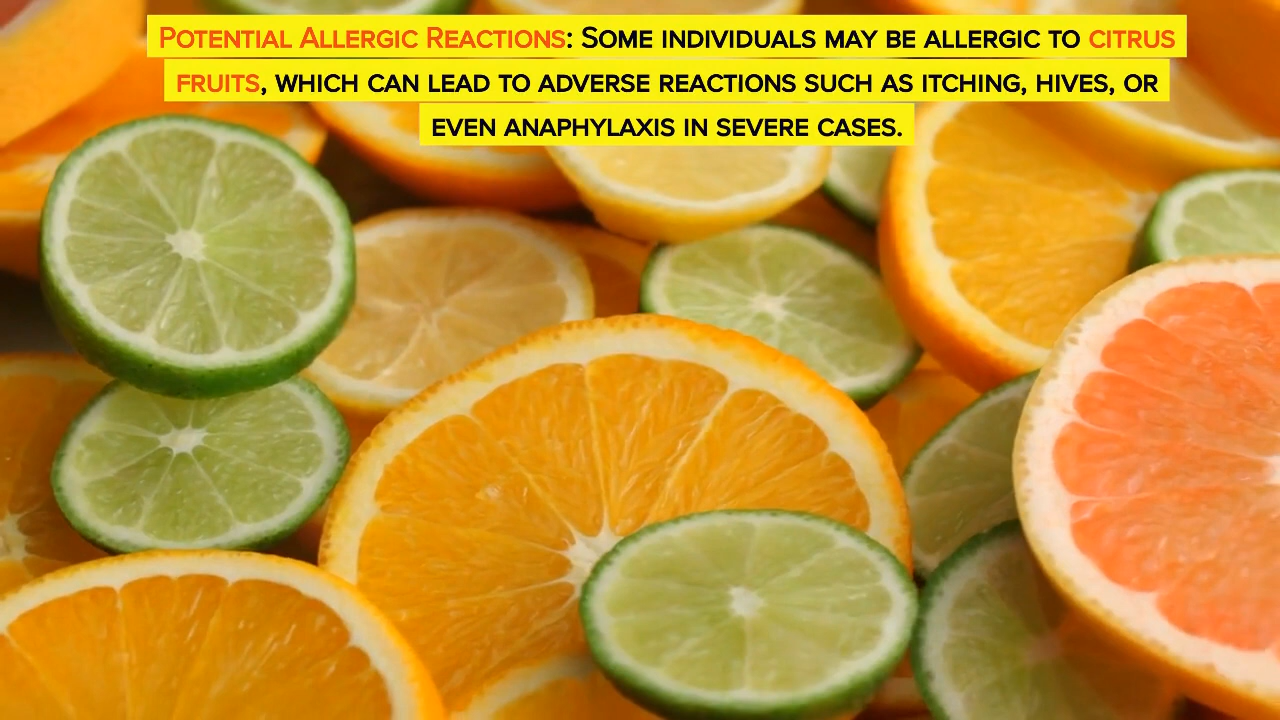 Potential Allergic Reactions: Some individuals may be allergic to citrus
fruits, which can lead to adverse reactions such as itching, hives, or
even anaphylaxis in severe cases.